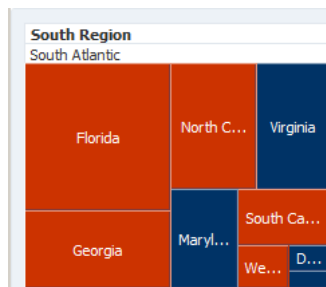 South Region
South Atlantic
Florida
North C...
Virginia
Georgia
Maryl...
South Ca...
We...
D...